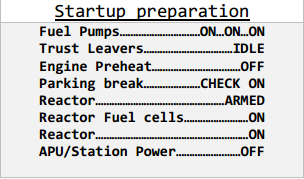 Startup preparation
Fuel Pumps…………………………ON…ON…ON
Trust Leavers……………………………IDLE
Engine Preheat……………………………OFF
Parking break…………………CHECK ON
Reactor…………………………………………ARMED
Reactor Fuel cells……………………ON
Reactor………………………………………………ON
APU/Station Power……………………OFF